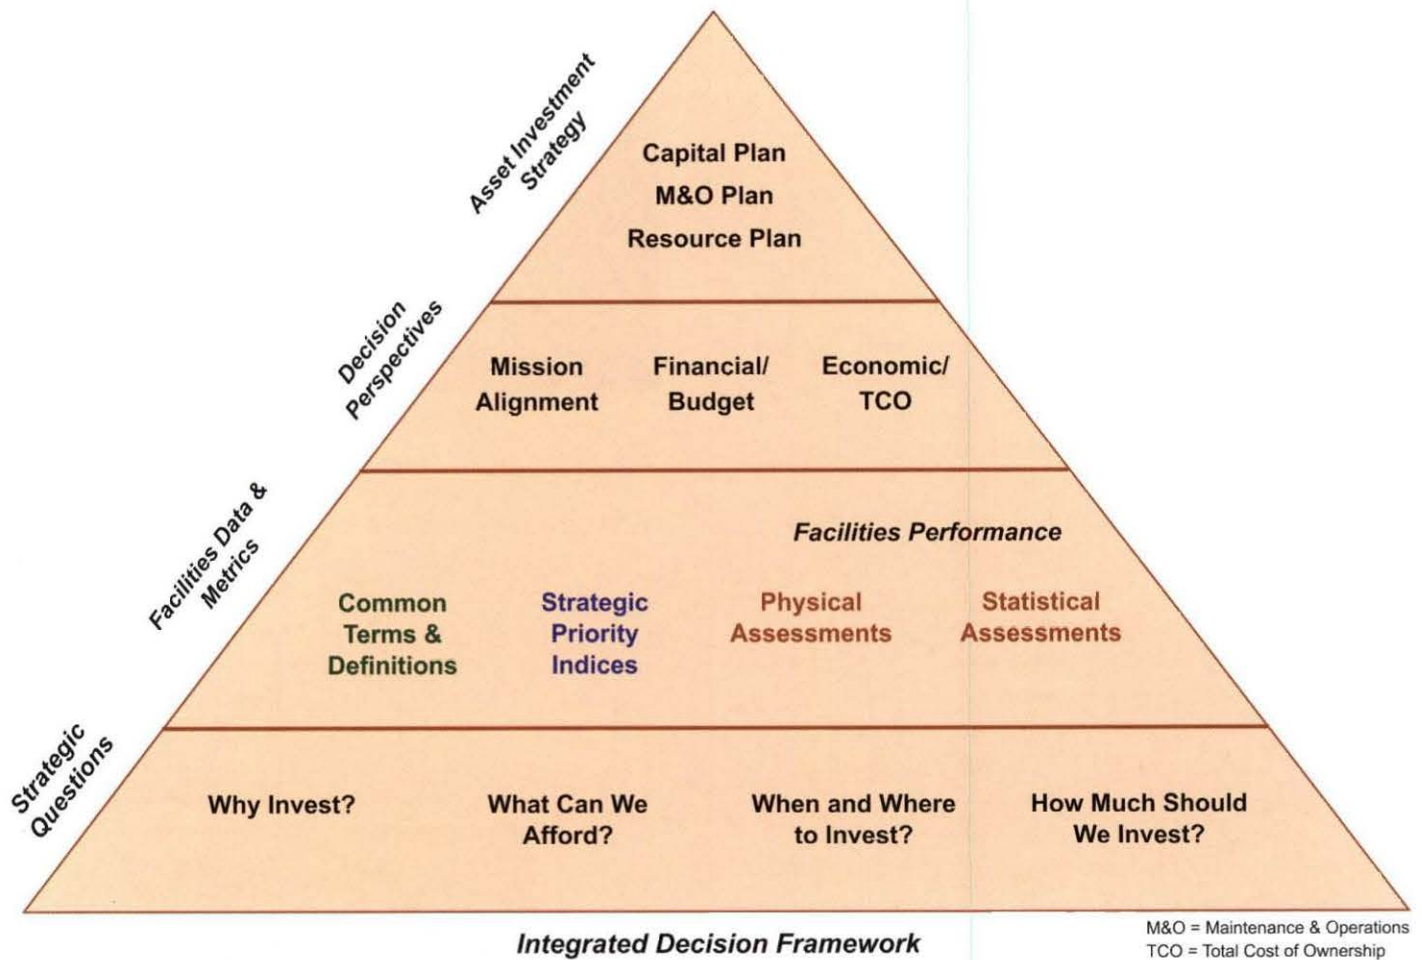 Asset Investment
Strategy
Capital Plan
M&O Plan
Resource Plan
Decision
Perspectives
Mission
Alignment
Financial/
Budget
Economic/
TCO
Facilities Data &
Metrics
Facilities Performance
Common
Terms &
Definitions
Strategic
Priority
Indices
Physical
Assessments
Statistical
Assessments
Strategic
Questions
Why Invest?
What Can We
Afford?
When and Where
to Invest?
How Much Should
We Invest?
Integrated Decision Framework
M&O = Maintenance & Operations
TCO = Total Cost of Ownership